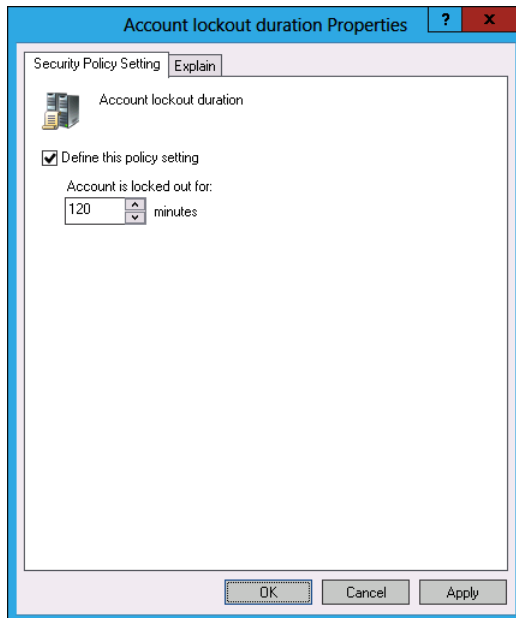 Account lockout duration Properties ? x
Security Policy Setting Explain
Account lockout duration
Define this policy setting
Account is locked out for:
120 minutes
OK Cancel Apply